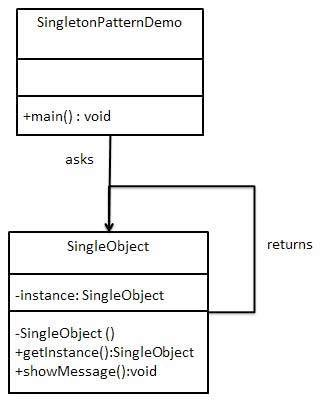 SingletonPatternDemo
+main() : void
asks
SingleObject
returns
-instance: SingleObject
-SingleObject ()
+getInstance():SingleObject
+showMessage():void